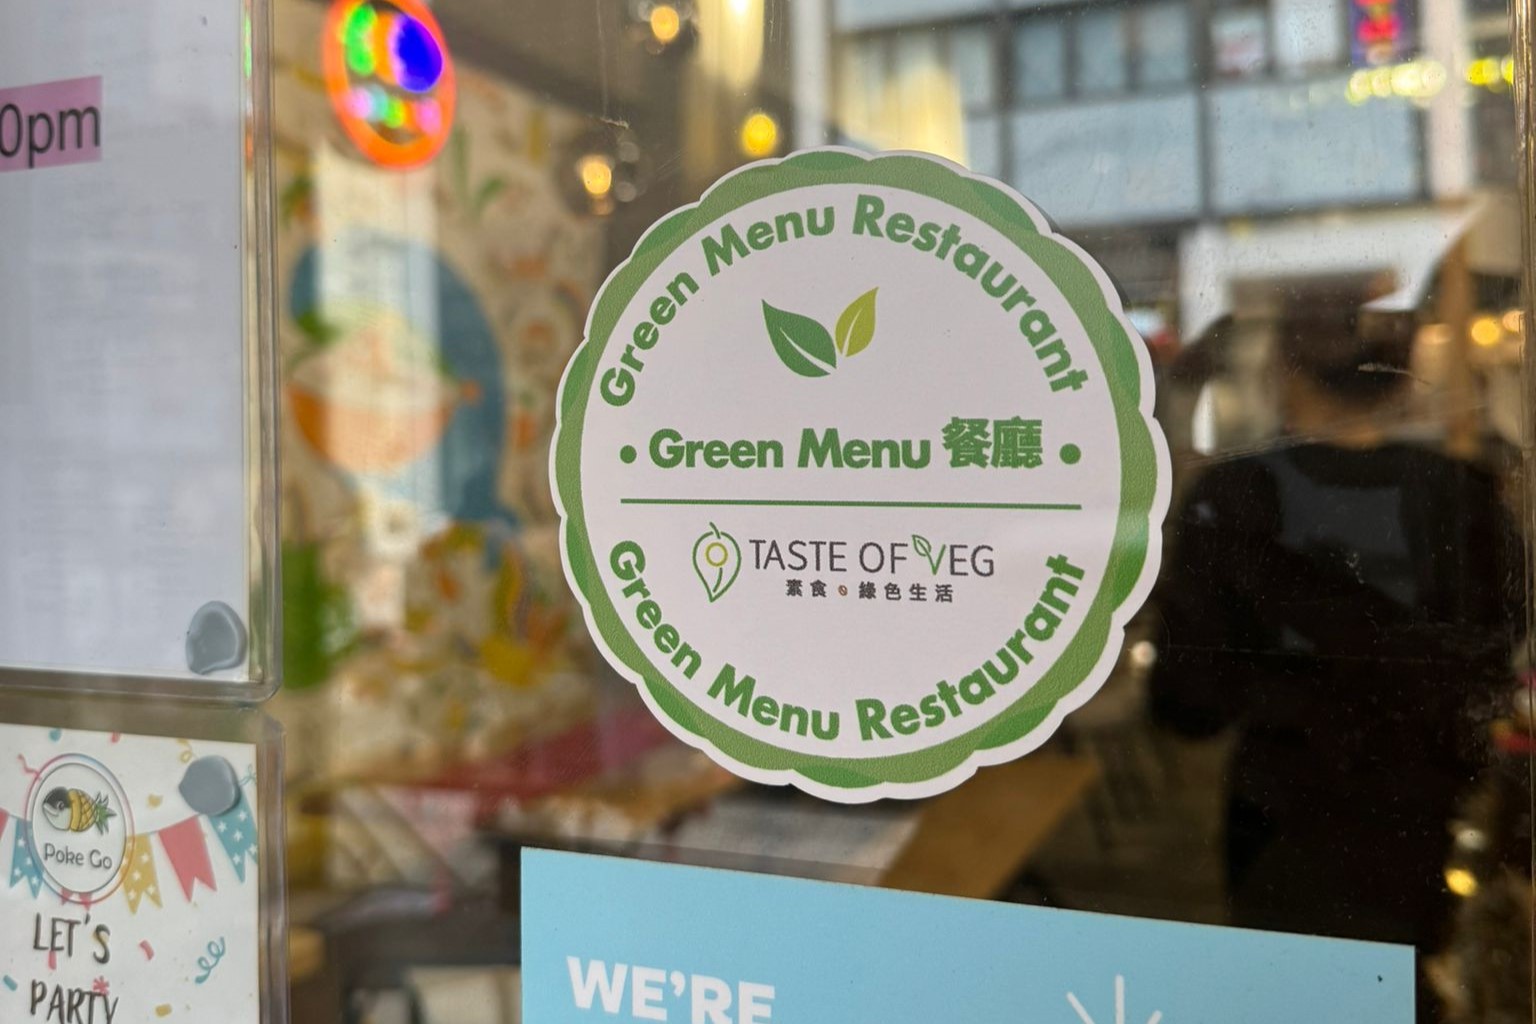 0pm
Green Menu Restaurant
Green Menu 餐廳
TASTE OF VEG
素食 綠色生活
Green Menu Restaurant
Poke Go
LET'S
PARTY
WE'RE